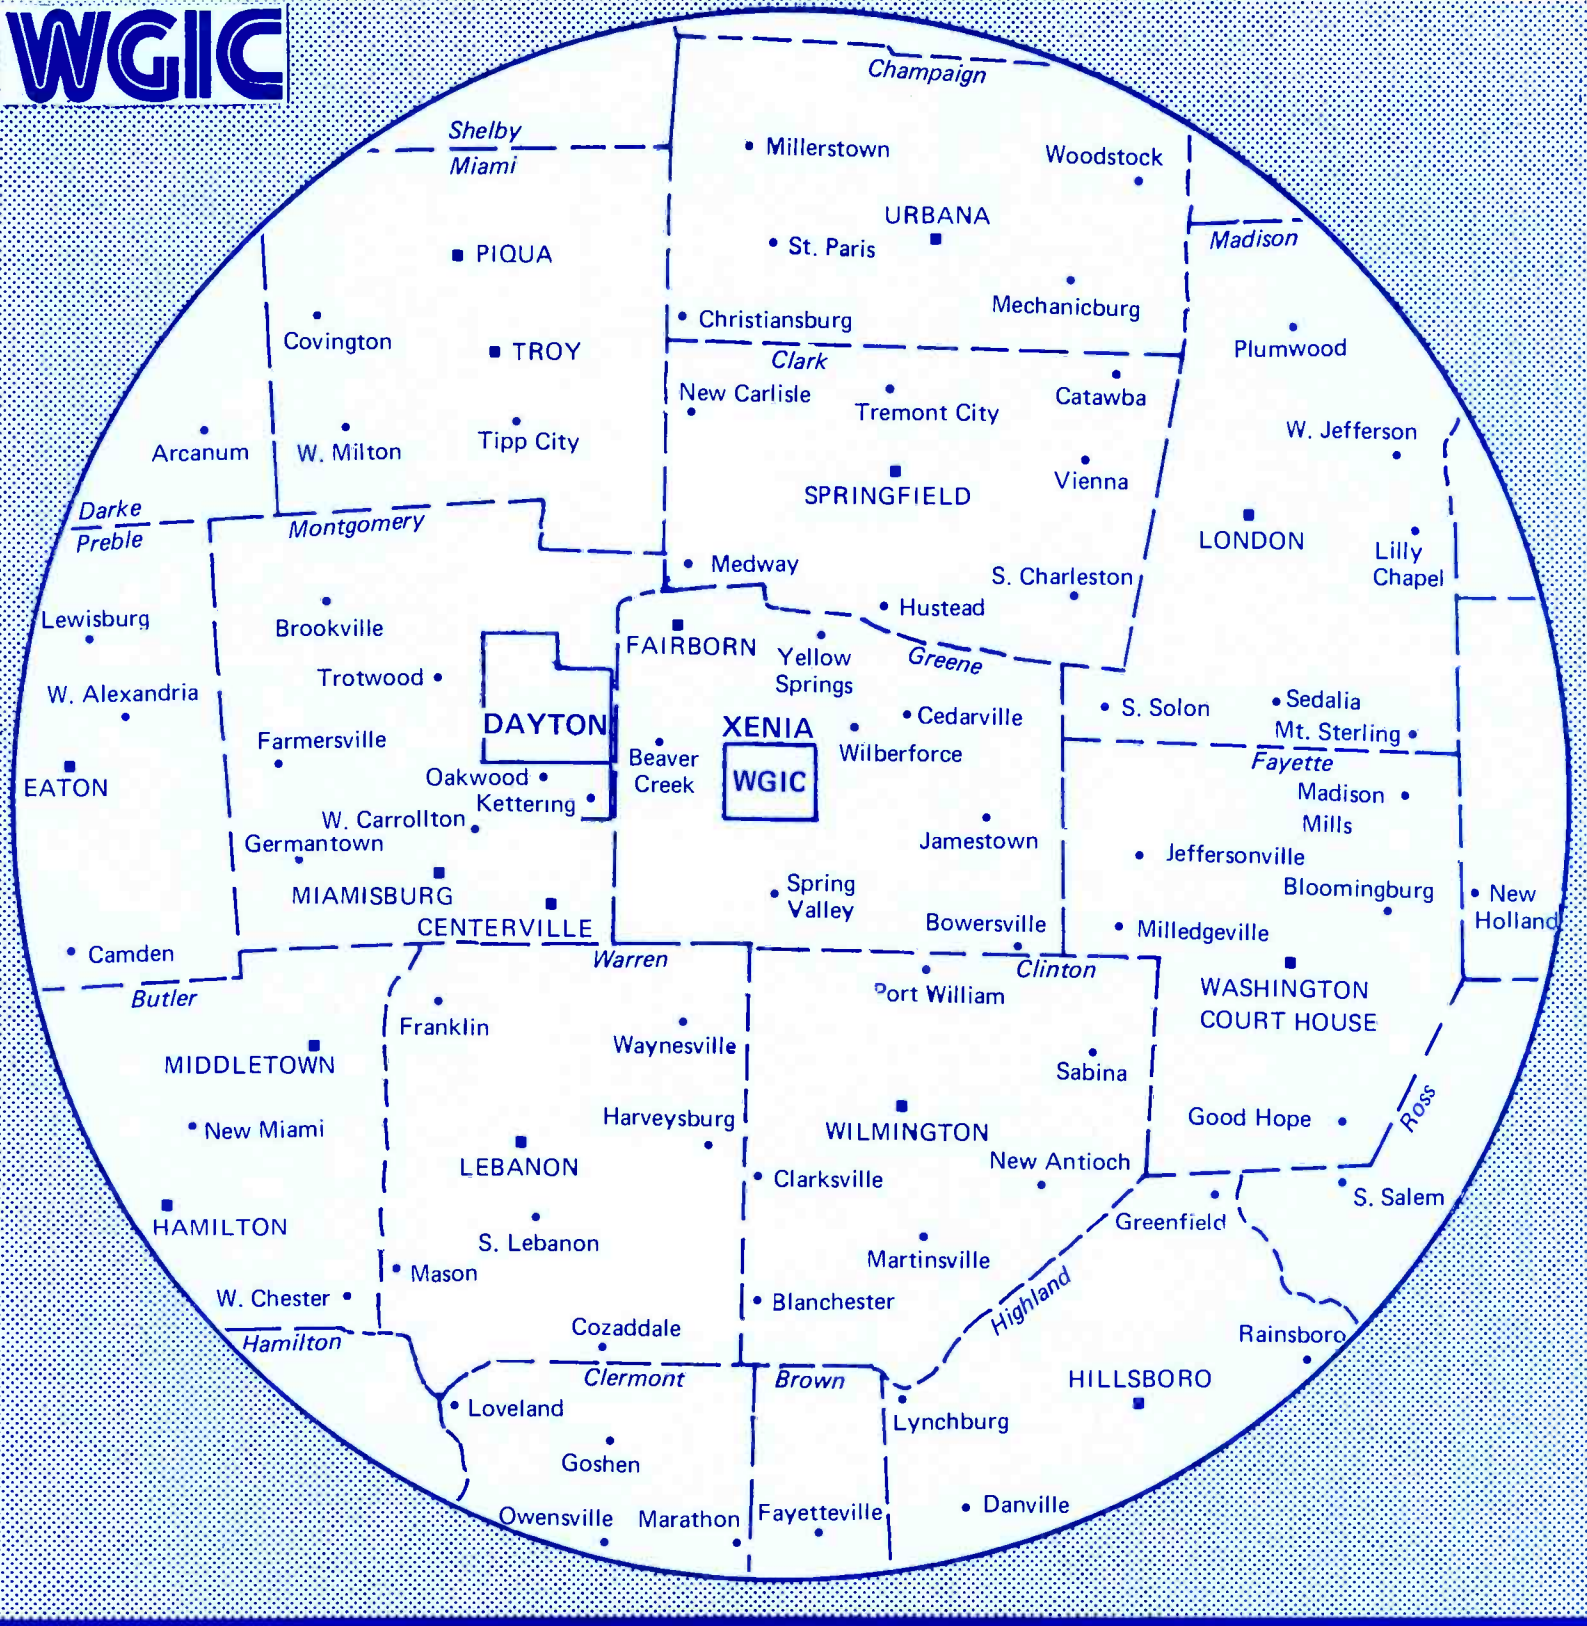 WGIC
Champaign
Shelby
Miami
Millerstown
Woodstock
URBANA
Madison
PIQUA
St. Paris
Mechanicburg
Christiansburg
Covington
TROY
Plumwood
Clark
New Carlisle
Tremont City
Catawba
W. Jefferson
Arcanum
W. Milton
Tipp City
SPRINGFIELD
Vienna
Darke
Preble
Montgomery
LONDON
Lilly
Chapel
Medway
S. Charleston
Hustead
Lewisburg
Brookville
FAIRBORN
Yellow
Springs
Greene
Trotwood
W. Alexandria
S. Solon
Sedalia
DAYTON
XENIA
Cedarville
Mt. Sterling
Farmersville
Beaver
Creek
Wilberforce
Fayette
EATON
Oakwood
WGIC
Madison
Mills
Kettering
W. Carrollton
Germantown
Jamestown
Jeffersonville
MIAMISBURG
Spring
Valley
Bloomingburg
New
Holland
CENTERVILLE
Bowersville
Milledgeville
Camden
Warren
Clinton
Butler
Port William
WASHINGTON
COURT HOUSE
Franklin
Waynesville
MIDDLETOWN
Sabina
Harveysburg
Good Hope
Ross
New Miami
WILMINGTON
LEBANON
New Antioch
Clarksville
S. Salem
HAMILTON
Greenfield
S. Lebanon
Martinsville
Mason
W. Chester
Blanchester
Highland
Cozaddale
Hamilton
Rainsboro
Clermont
Brown
HILLSBORO
Loveland
Lynchburg
Goshen
Owensville
Marathon
Fayetteville
Danville